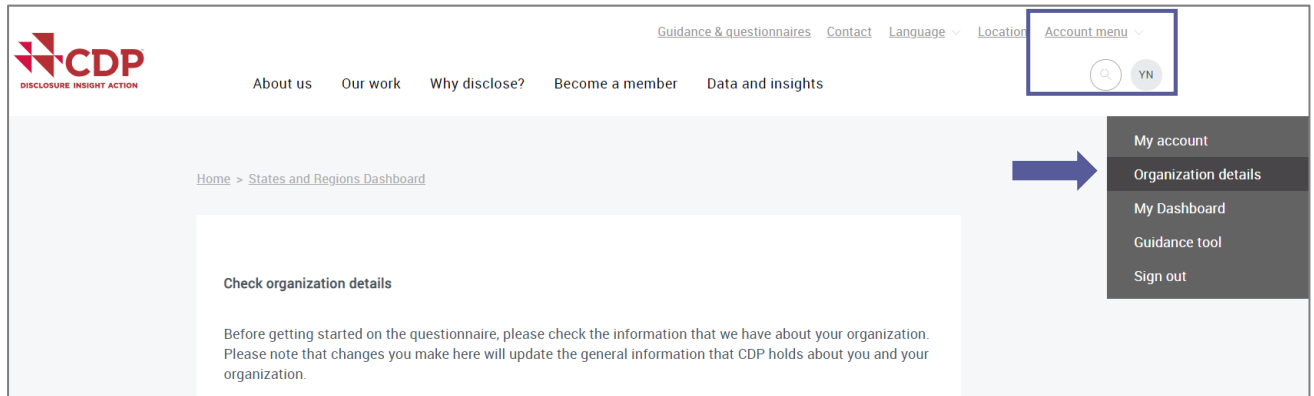 Guidance & questionnaires Contact Language Location Account menu
CDP
DISCLOSURE INSIGHT ACTION
About us Our work Why disclose? Become a member Data and insights
YN
My account
Organization details
My Dashboard
Guidance tool
Sign out
Home > States and Regions Dashboard
Check organization details
Before getting started on the questionnaire, please check the information that we have about your organization.
Please note that changes you make here will update the general information that CDP holds about you and your
organization.